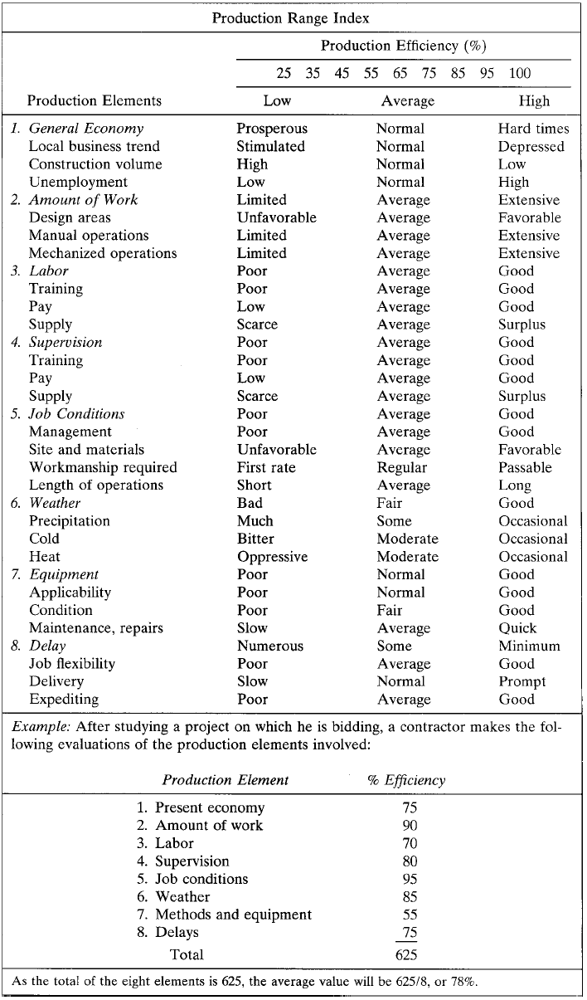 Production Range Index
Production Efficiency (%)
25 35 45 55 65 75 85 95 100
Production Elements Low Average High
1. General Economy Prosperous Normal Hard times
Local business trend Stimulated Normal Depressed
Construction volume High Normal Low
Unemployment Low Normal High
2. Amount of Work Limited Average Extensive
Design areas Unfavorable Average Favorable
Manual operations Limited Average Extensive
Mechanized operations Limited Average Extensive
3. Labor Poor Average Good
Training Poor Average Good
Pay Low Average Good
Supply Scarce Average Surplus
4. Supervision Poor Average Good
Training Poor Average Good
Pay Low Average Good
Supply Scarce Average Surplus
5. Job Conditions Poor Average Good
Management Poor Average Good
Site and materials Unfavorable Average Favorable
Workmanship required First rate Regular Passable
Length of operations Short Average Long
6. Weather Bad Fair Good
Precipitation Much Some Occasional
Cold Bitter Moderate Occasional
Heat Oppressive Moderate Occasional
7. Equipment Poor Normal Good
Applicability Poor Normal Good
Condition Poor Fair Good
Maintenance, repairs Slow Average Quick
8. Delay Numerous Some Minimum
Job flexibility Poor Average Good
Delivery Slow Normal Prompt
Expediting Poor Average Good
Example: After studying a project on which he is bidding, a contractor makes the fol-
lowing evaluations of the production elements involved:
Production Element % Efficiency
1. Present economy 75
2. Amount of work 90
3. Labor 70
4. Supervision 80
5. Job conditions 95
6. Weather 85
7. Methods and equipment 55
8. Delays 75
Total 625
As the total of the eight elements is 625, the average value will be 625/8, or 78%.